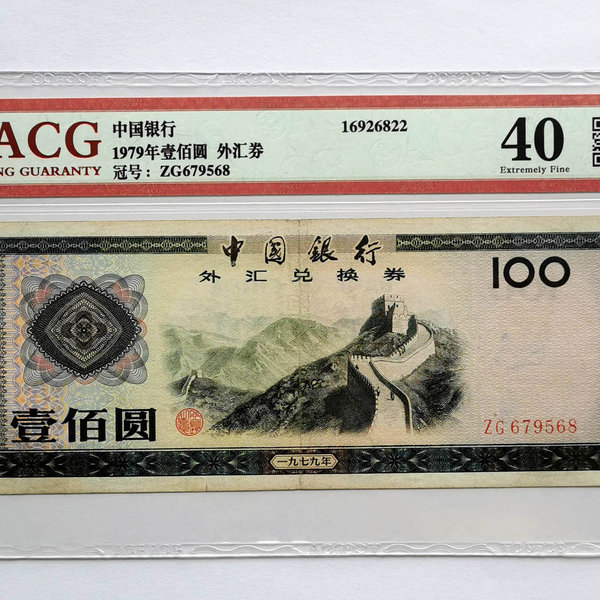 ACG
NG GUARANTY
中国银行
1979年壹佰圆 外汇券
冠号：ZG679568
16926822
40
Extremely Fine
中國銀行
外汇兑换券
100
壹佰圆
ZG 679568
一九七九年